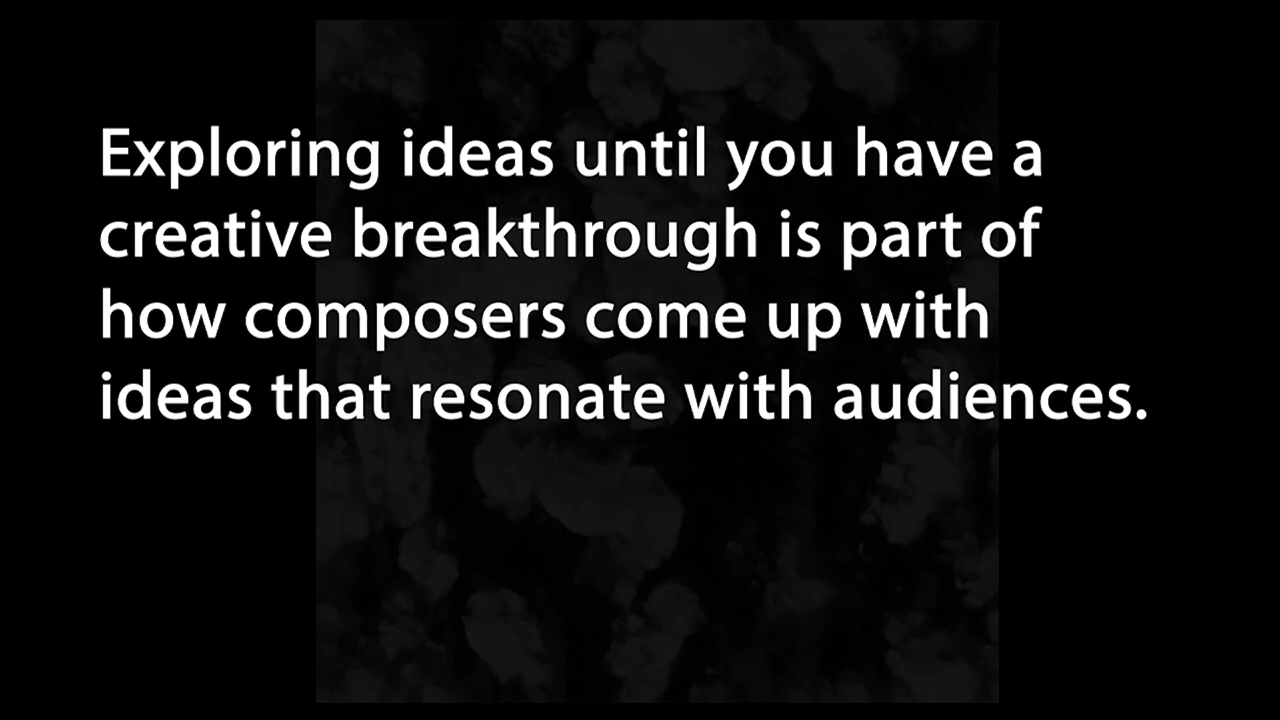 Exploring ideas until you have a
creative breakthrough is part of
how composers come up with
ideas that resonate with audiences.